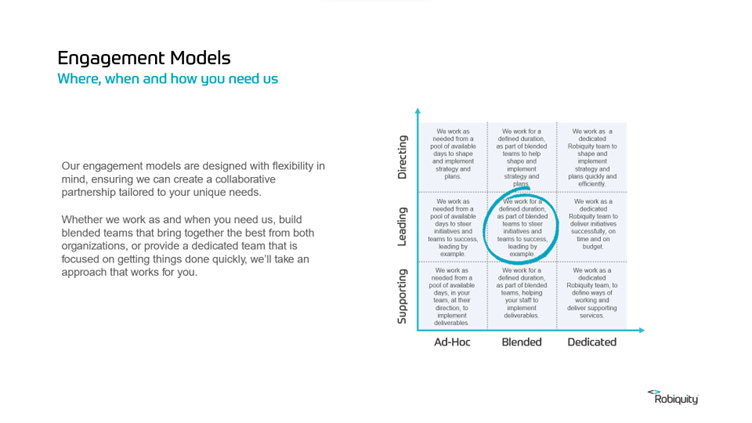 Engagement Models
Where, when and how you need us
Our engagement models are designed with flexibility in
mind, ensuring we can create a collaborative
partnership tailored to your unique needs.
Whether we work as and when you need us, build
blended teams that bring together the best from both
organizations, or provide a dedicated team that is
focused on getting things done quickly, we'll take an
approach that works for you.
Directing
We work as
needed from a
pool of available
days to shape
and implement
strategy and
plans.
We work for a
defined duration,
as part of blended
teams to help
shape and
implement
strategy and
plans.
We work as a
dedicated
Robiquity team to
shape and
implement
strategy and
plans quickly and
efficiently.
Leading
We work as
needed from a
pool of available
days to steer
initiatives and
teams to success,
leading by
example.
We work for a
defined duration,
as part of blended
teams to steer
initiatives and
teams to success,
leading by
example.
We work as a
dedicated
Robiquity team to
deliver initiatives
successfully, on
time and on
budget.
Supporting
We work as
needed from a
pool of available
days, in your
team, at their
direction, to
implement
deliverables.
We work for a
defined duration,
as part of blended
teams, helping
your staff to
implement
deliverables.
We work as a
dedicated
Robiquity team, to
define ways of
working and
deliver supporting
services.
Ad-Hoc
Blended
Dedicated
Robiquity